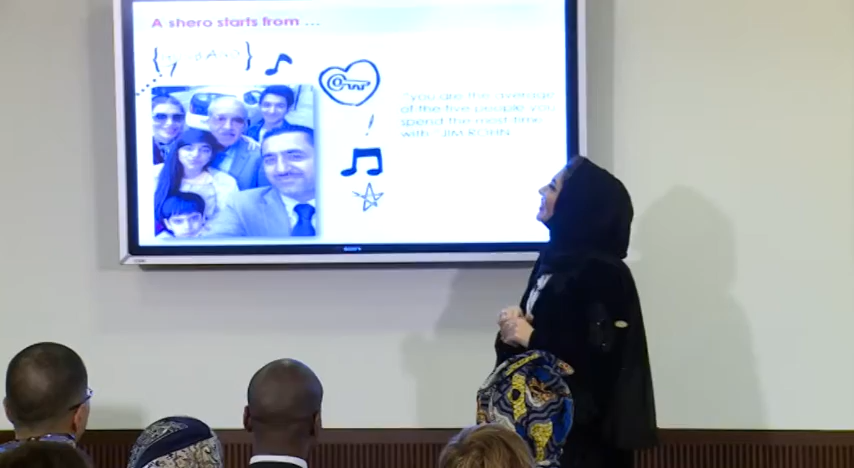 A shero starts from ...
"you are the average
of the five people you
spend the most time
with" JIM ROHN
SONY